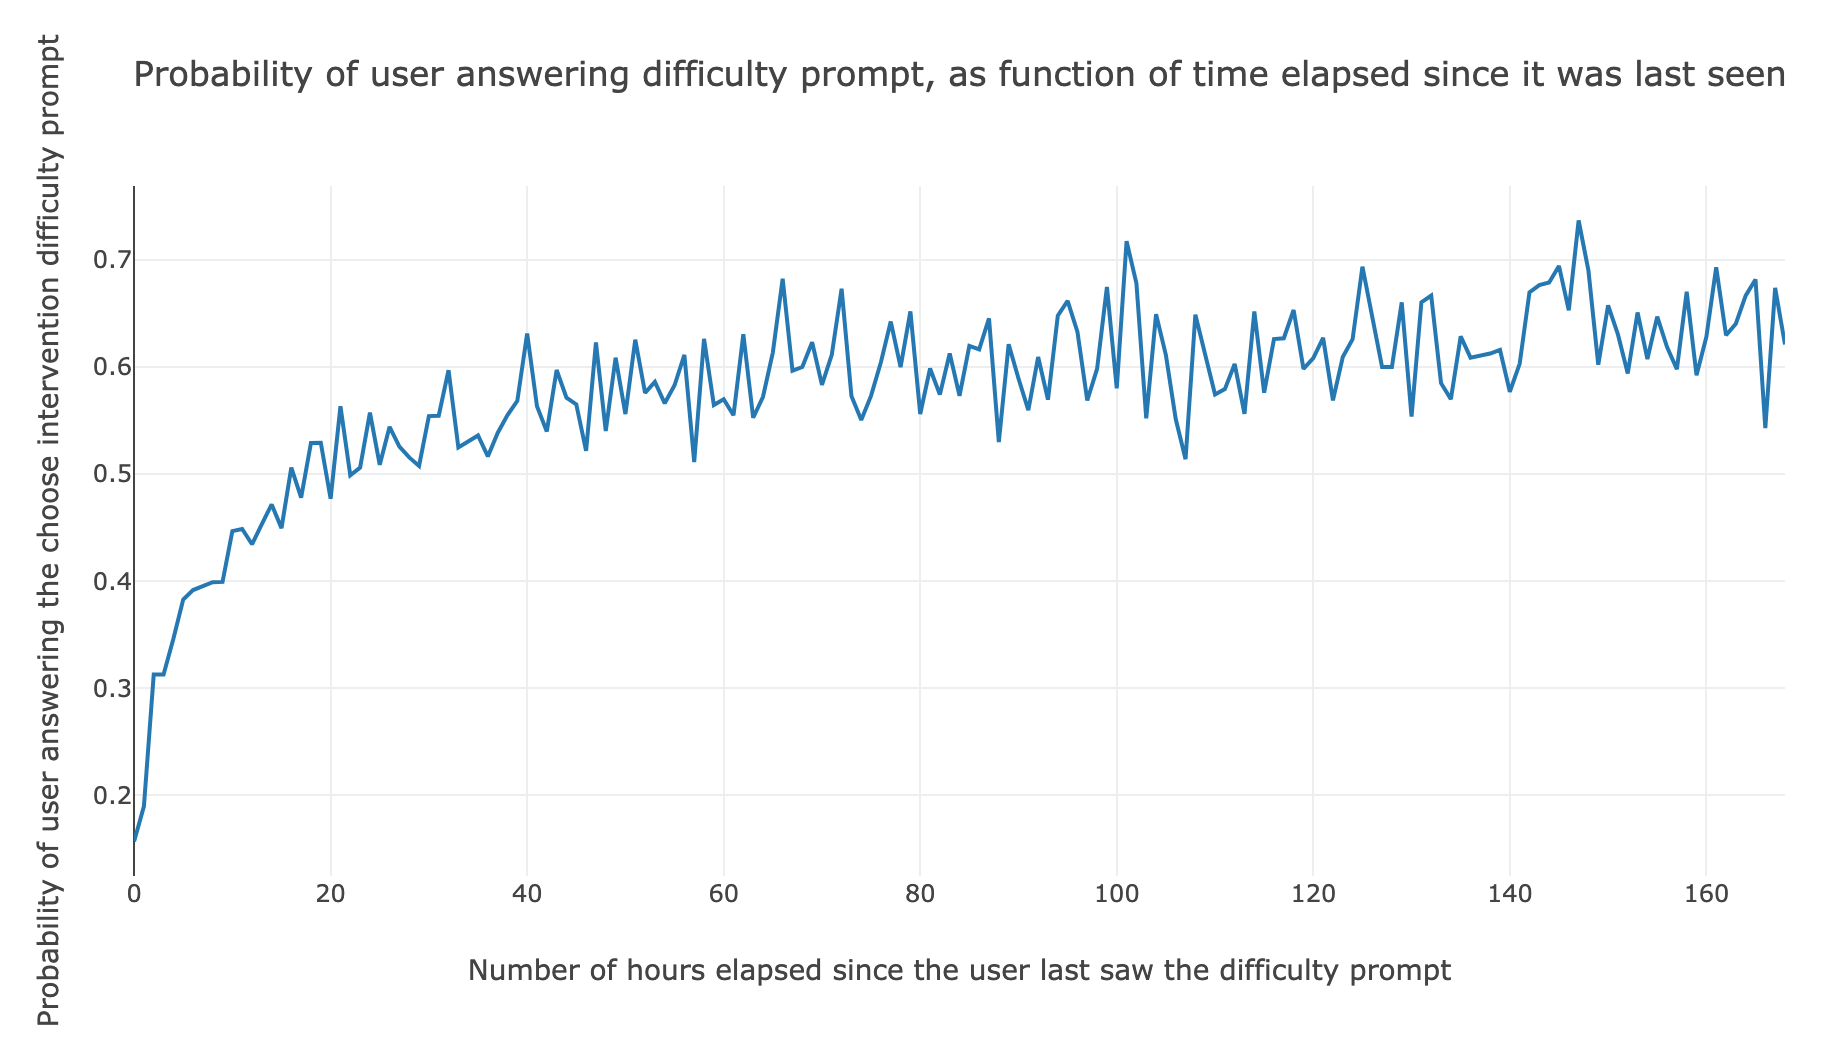 Probability of user answering difficulty prompt, as function of time elapsed since it was last seen
Probability of user answering the choose intervention difficulty prompt
0.7
0.6
0.5
0.4
0.3
0.2
0 20 40 60 80 100 120 140 160
Number of hours elapsed since the user last saw the difficulty prompt